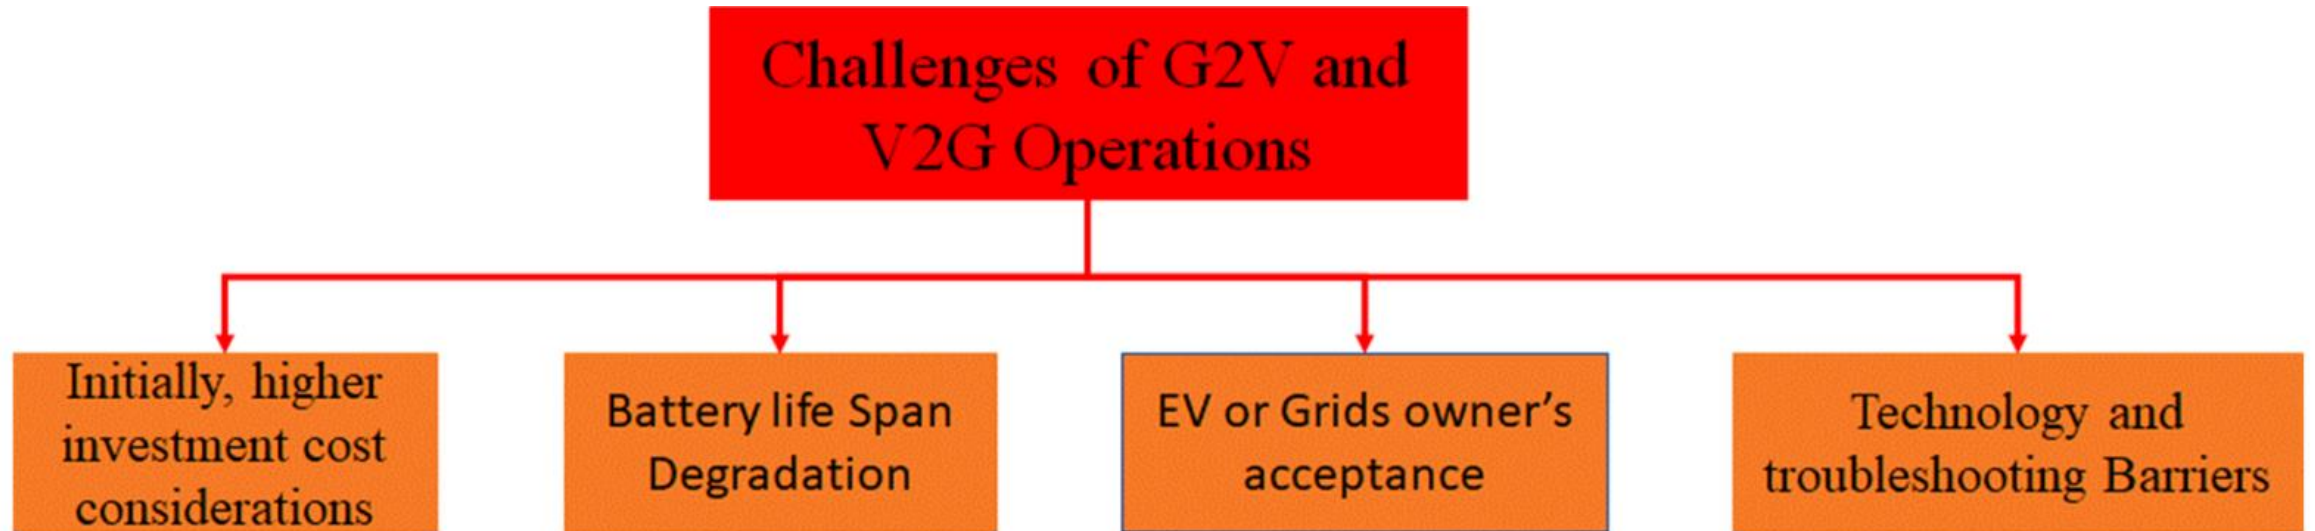 Challenges of G2V and
V2G Operations
Initially, higher
investment cost
considerations
Battery life Span
Degradation
EV or Grids owner’s
acceptance
Technology and
troubleshooting Barriers